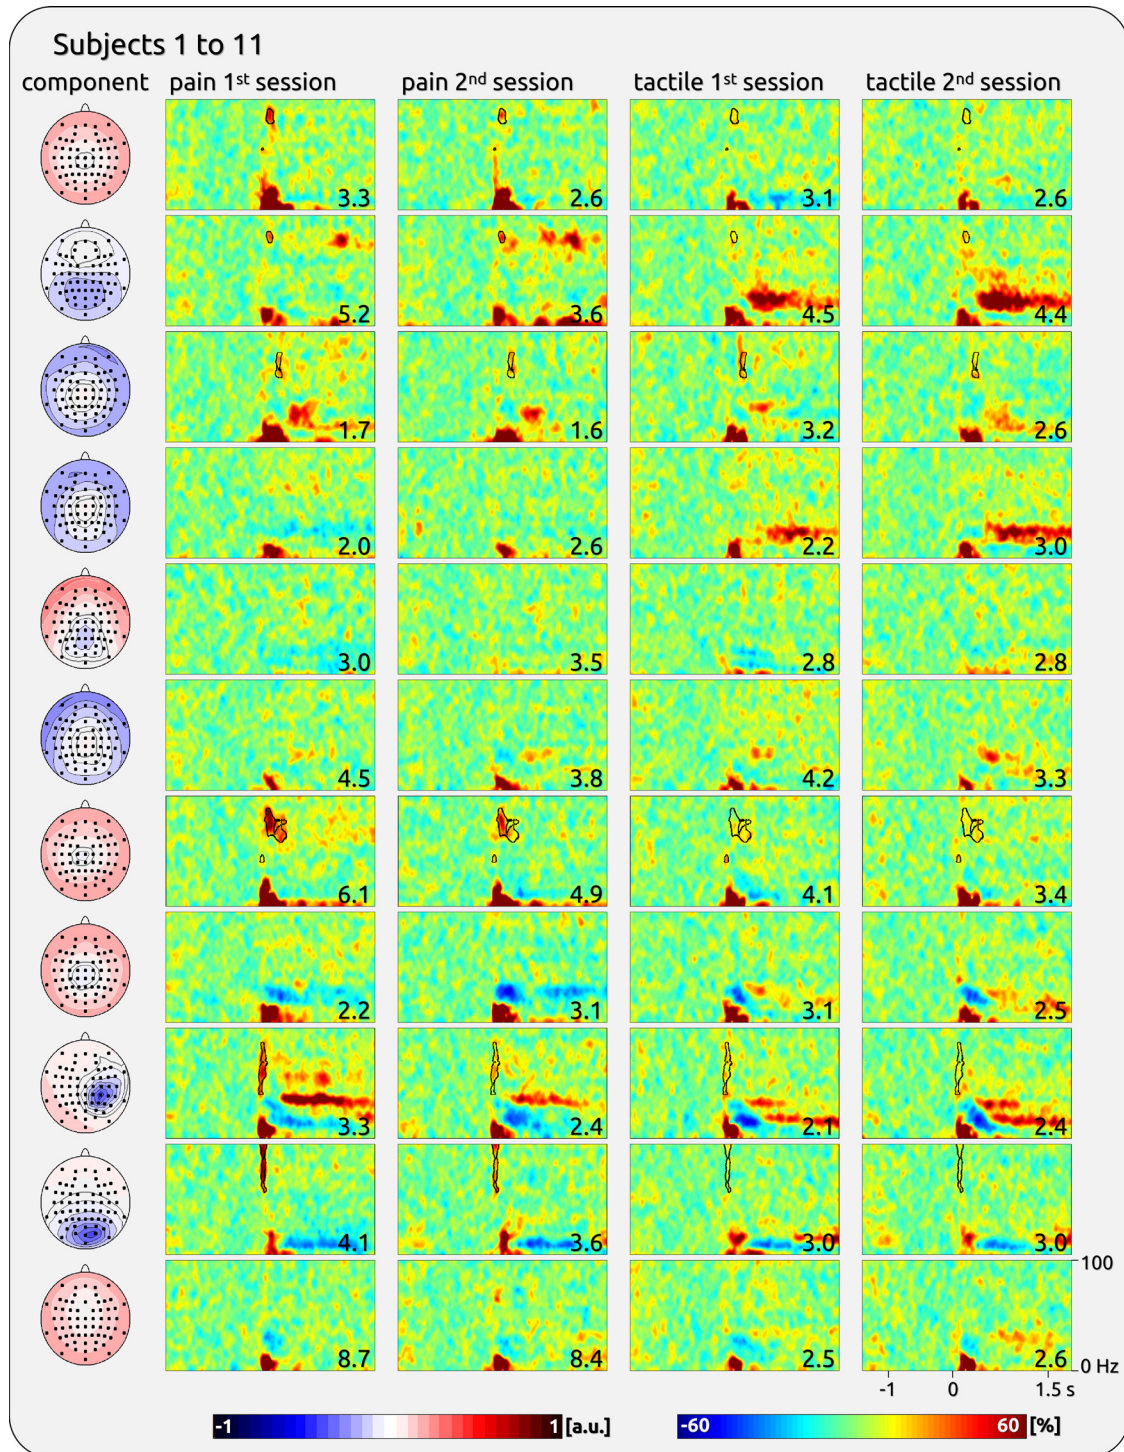 Subjects 1 to 11
component pain 1st session pain 2nd session tactile 1st session tactile 2nd session
3.3 2.6 3.1 2.6
5.2 3.6 4.5 4.4
1.7 1.6 3.2 2.6
2.0 2.6 2.2 3.0
3.0 3.5 2.8 2.8
4.5 3.8 4.2 3.3
6.1 4.9 4.1 3.4
2.2 3.1 3.1 2.5
3.3 2.4 2.1 2.4
4.1 3.6 3.0 3.0
100
8.7 8.4 2.5 2.6
0 Hz
-1 0 1.5 s
-1 1 [a.u.] -60 60 [%]